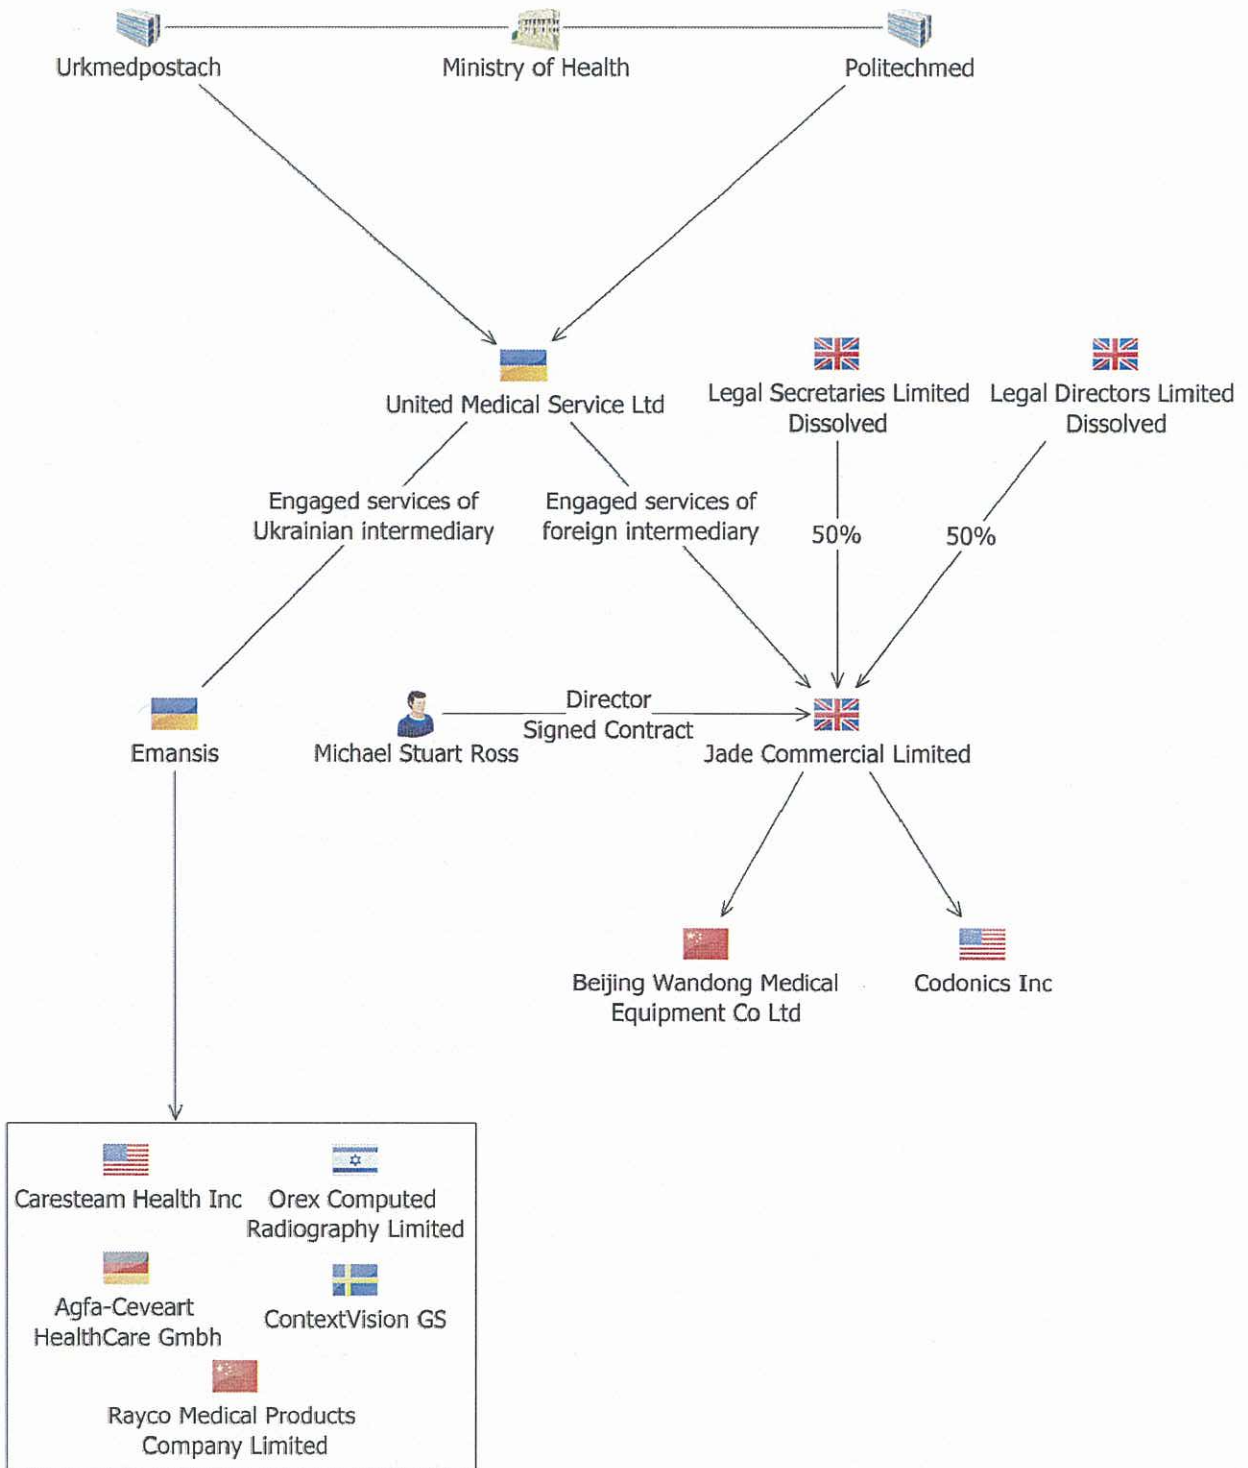 Urkmedpostach
Ministry of Health
Politechmed
United Medical Service Ltd
Legal Secretaries Limited
Dissolved
Legal Directors Limited
Dissolved
Engaged services of
Ukrainian intermediary
Engaged services of
foreign intermediary
50%
50%
Emansis
Michael Stuart Ross
Director
Signed Contract
Jade Commercial Limited
Beijing Wandong Medical
Equipment Co Ltd
Codonics Inc
Caresteam Health Inc
Orex Computed
Radiography Limited
Agfa-Ceveart
HealthCare Gmbh
ContextVision GS
Rayco Medical Products
Company Limited